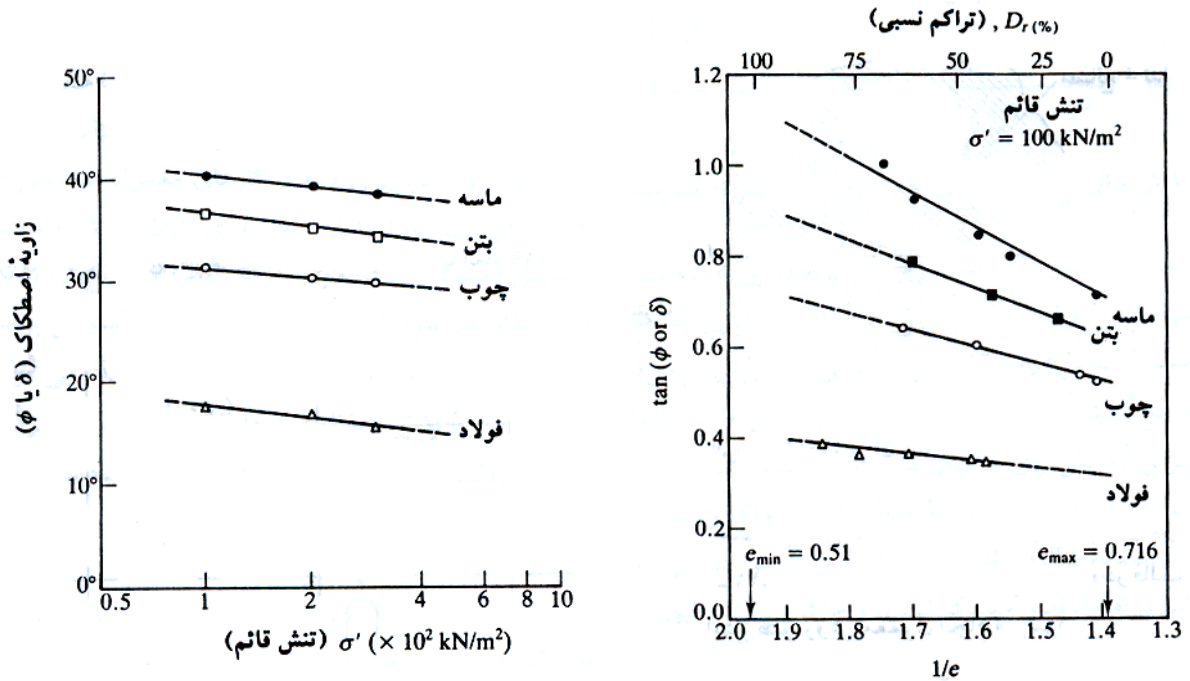 50°
40°
30°
20°
10°
0°
زاویهٔ اصطکاک (δ یا φ)
ماسه
بتن
چوب
فولاد
0.5 1 2 4 6 8 10
(تنش قائم) σ′ (× 10² kN/m²)
(تراکم نسبی) , D_r (%)
100 75 50 25 0
تنش قائم
σ′ = 100 kN/m²
1.2
1.0
0.8
0.6
0.4
0.2
0.0
tan (φ or δ)
ماسه
بتن
چوب
فولاد
e_min = 0.51 e_max = 0.716
2.0 1.9 1.8 1.7 1.6 1.5 1.4 1.3
1/e